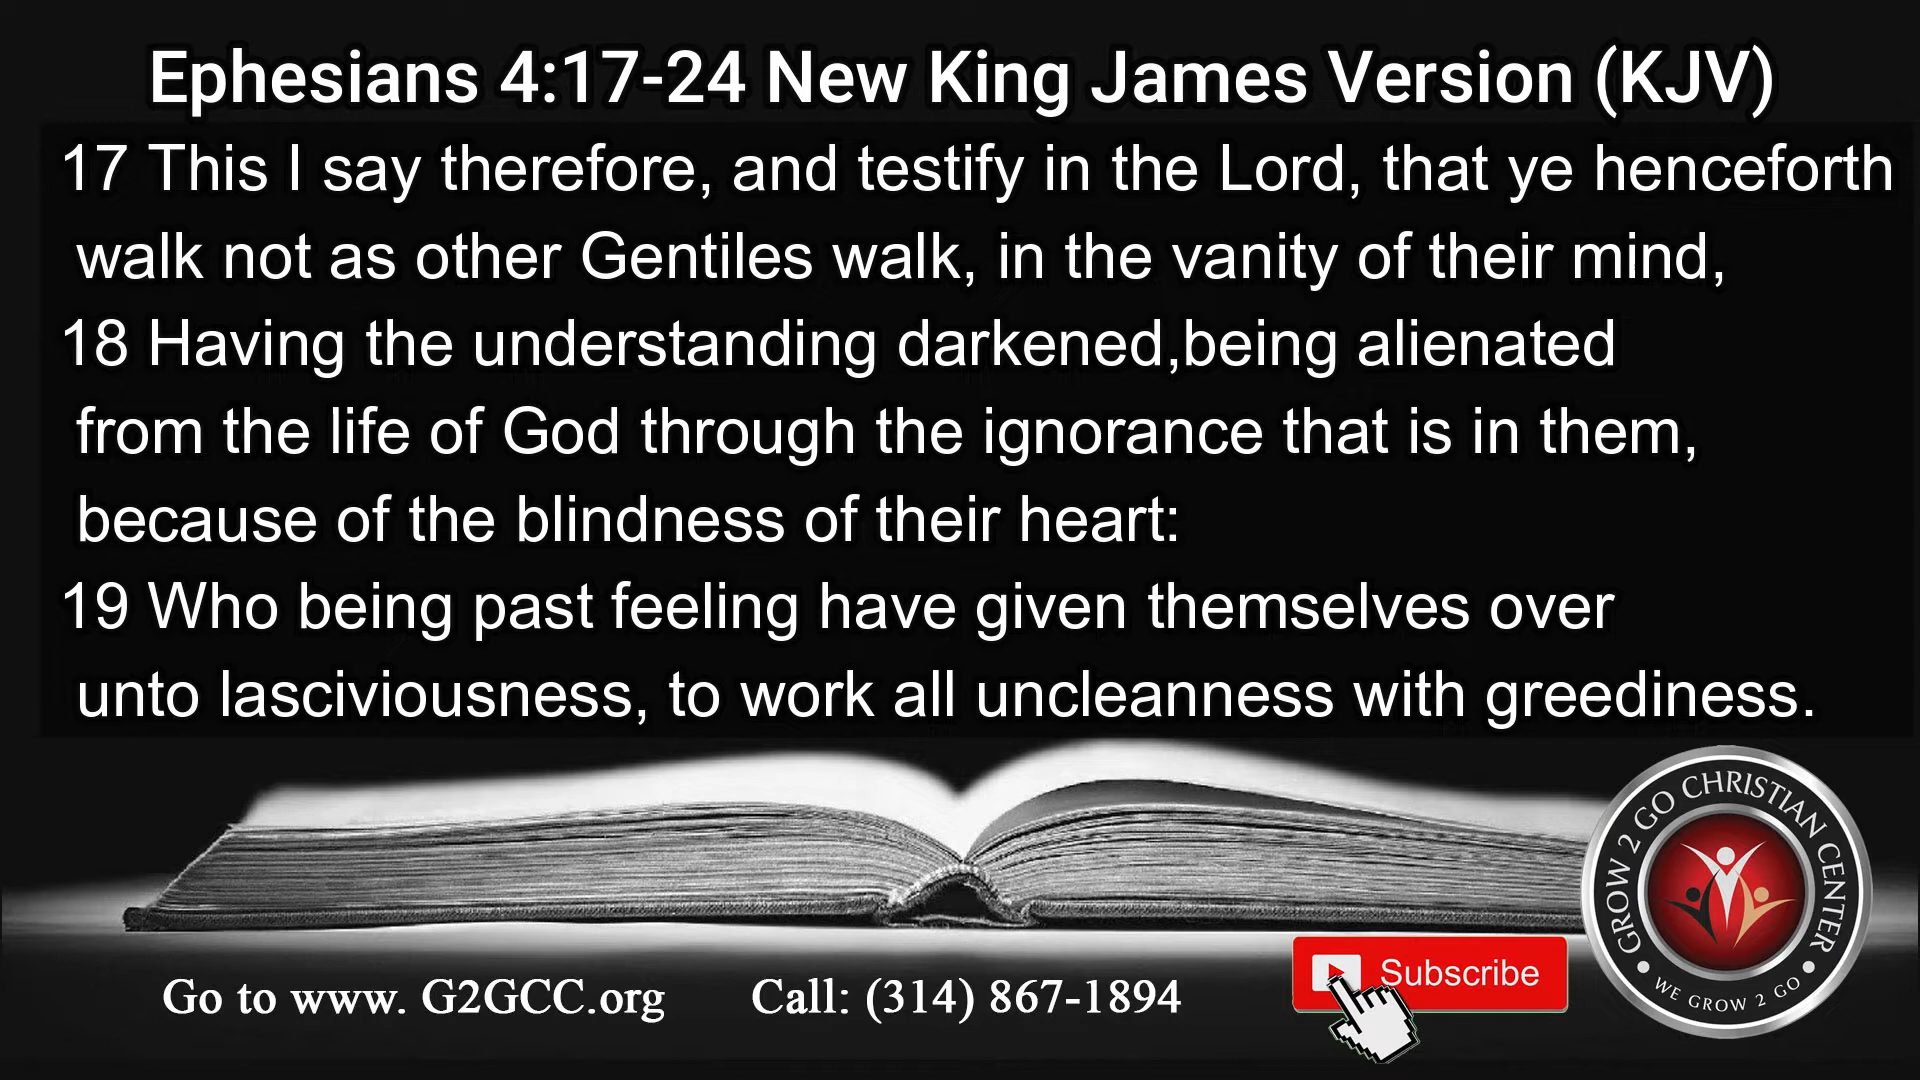 Ephesians 4:17-24 New King James Version (KJV)
17 This I say therefore, and testify in the Lord, that ye henceforth
walk not as other Gentiles walk, in the vanity of their mind,
18 Having the understanding darkened,being alienated
from the life of God through the ignorance that is in them,
because of the blindness of their heart:
19 Who being past feeling have given themselves over
unto lasciviousness, to work all uncleanness with greediness.
GROW 2 GO CHRISTIAN CENTER
WE GROW 2 GO
Subscribe
Go to www. G2GCC.org Call: (314) 867-1894